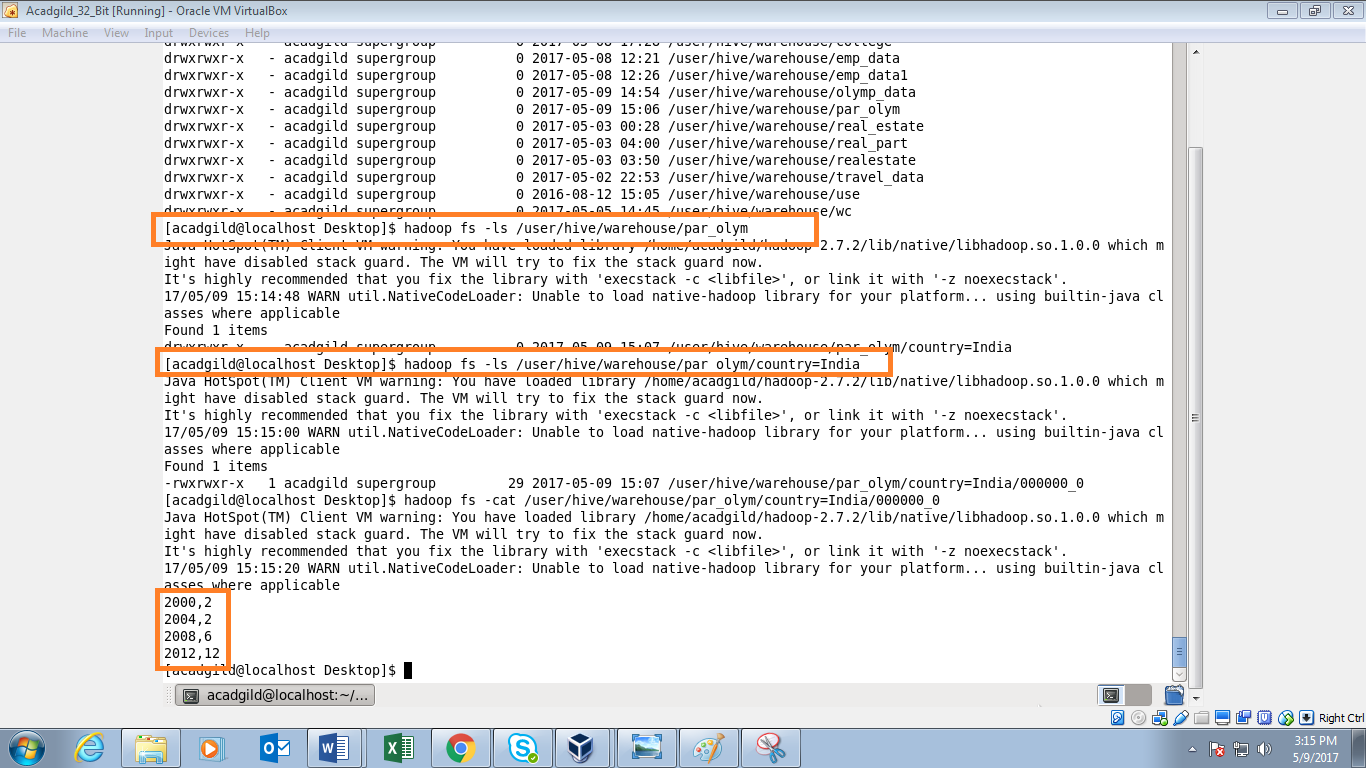 Acadgild_32_Bit [Running] - Oracle VM VirtualBox
File Machine View Input Devices Help
drwxrwxr-x - acadgild supergroup 0 2017-05-08 17:28 /user/hive/warehouse/college
drwxrwxr-x - acadgild supergroup 0 2017-05-08 12:21 /user/hive/warehouse/emp_data
drwxrwxr-x - acadgild supergroup 0 2017-05-08 12:26 /user/hive/warehouse/emp_data1
drwxrwxr-x - acadgild supergroup 0 2017-05-09 14:54 /user/hive/warehouse/olymp_data
drwxrwxr-x - acadgild supergroup 0 2017-05-09 15:06 /user/hive/warehouse/par_olym
drwxrwxr-x - acadgild supergroup 0 2017-05-03 00:28 /user/hive/warehouse/real_estate
drwxrwxr-x - acadgild supergroup 0 2017-05-03 04:00 /user/hive/warehouse/real_part
drwxrwxr-x - acadgild supergroup 0 2017-05-03 03:50 /user/hive/warehouse/realestate
drwxrwxr-x - acadgild supergroup 0 2017-05-02 22:53 /user/hive/warehouse/travel_data
drwxrwxr-x - acadgild supergroup 0 2016-08-12 15:05 /user/hive/warehouse/use
drwxrwxr-x - acadgild supergroup 0 2017-05-05 14:45 /user/hive/warehouse/wc
[acadgild@localhost Desktop]$ hadoop fs -ls /user/hive/warehouse/par_olym
Java HotSpot(TM) Client VM warning: You have loaded library /home/acadgild/hadoop-2.7.2/lib/native/libhadoop.so.1.0.0 which m
ight have disabled stack guard. The VM will try to fix the stack guard now.
It's highly recommended that you fix the library with 'execstack -c <libfile>', or link it with '-z noexecstack'.
17/05/09 15:14:48 WARN util.NativeCodeLoader: Unable to load native-hadoop library for your platform... using builtin-java cl
asses where applicable
Found 1 items
drwxrwxr-x - acadgild supergroup 0 2017-05-09 15:07 /user/hive/warehouse/par_olym/country=India
[acadgild@localhost Desktop]$ hadoop fs -ls /user/hive/warehouse/par_olym/country=India
Java HotSpot(TM) Client VM warning: You have loaded library /home/acadgild/hadoop-2.7.2/lib/native/libhadoop.so.1.0.0 which m
ight have disabled stack guard. The VM will try to fix the stack guard now.
It's highly recommended that you fix the library with 'execstack -c <libfile>', or link it with '-z noexecstack'.
17/05/09 15:15:00 WARN util.NativeCodeLoader: Unable to load native-hadoop library for your platform... using builtin-java cl
asses where applicable
Found 1 items
-rwxrwxr-x 1 acadgild supergroup 29 2017-05-09 15:07 /user/hive/warehouse/par_olym/country=India/000000_0
[acadgild@localhost Desktop]$ hadoop fs -cat /user/hive/warehouse/par_olym/country=India/000000_0
Java HotSpot(TM) Client VM warning: You have loaded library /home/acadgild/hadoop-2.7.2/lib/native/libhadoop.so.1.0.0 which m
ight have disabled stack guard. The VM will try to fix the stack guard now.
It's highly recommended that you fix the library with 'execstack -c <libfile>', or link it with '-z noexecstack'.
17/05/09 15:15:20 WARN util.NativeCodeLoader: Unable to load native-hadoop library for your platform... using builtin-java cl
asses where applicable
2000,2
2004,2
2008,6
2012,12
[acadgild@localhost Desktop]$
acadgild@localhost:~/...
Right Ctrl
3:15 PM
5/9/2017